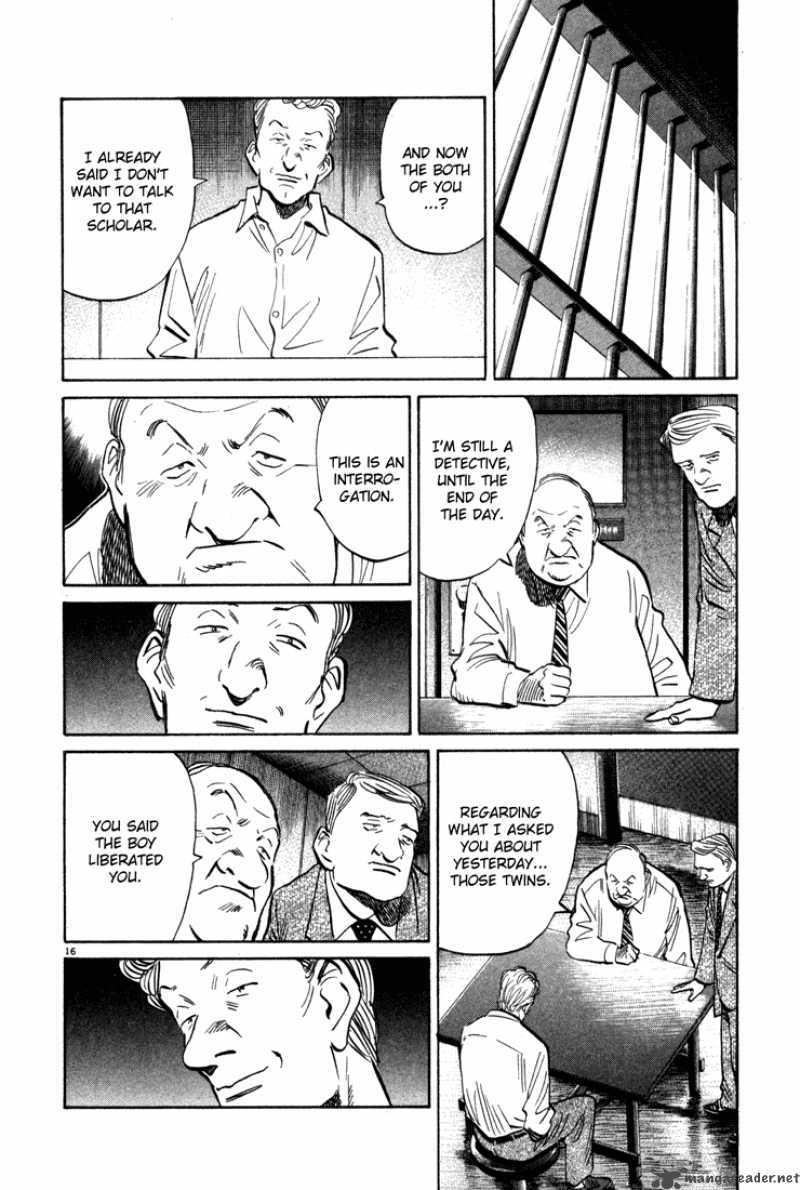 AND NOW
THE BOTH
OF YOU
...?
I ALREADY
SAID I DON'T
WANT TO TALK
TO THAT
SCHOLAR.
I'M STILL A
DETECTIVE,
UNTIL THE
END OF
THE DAY.
THIS IS AN
INTERRO-
GATION.
REGARDING
WHAT I ASKED
YOU ABOUT
YESTERDAY...
THOSE TWINS.
YOU SAID
THE BOY
LIBERATED
YOU.
16
mangareader.net